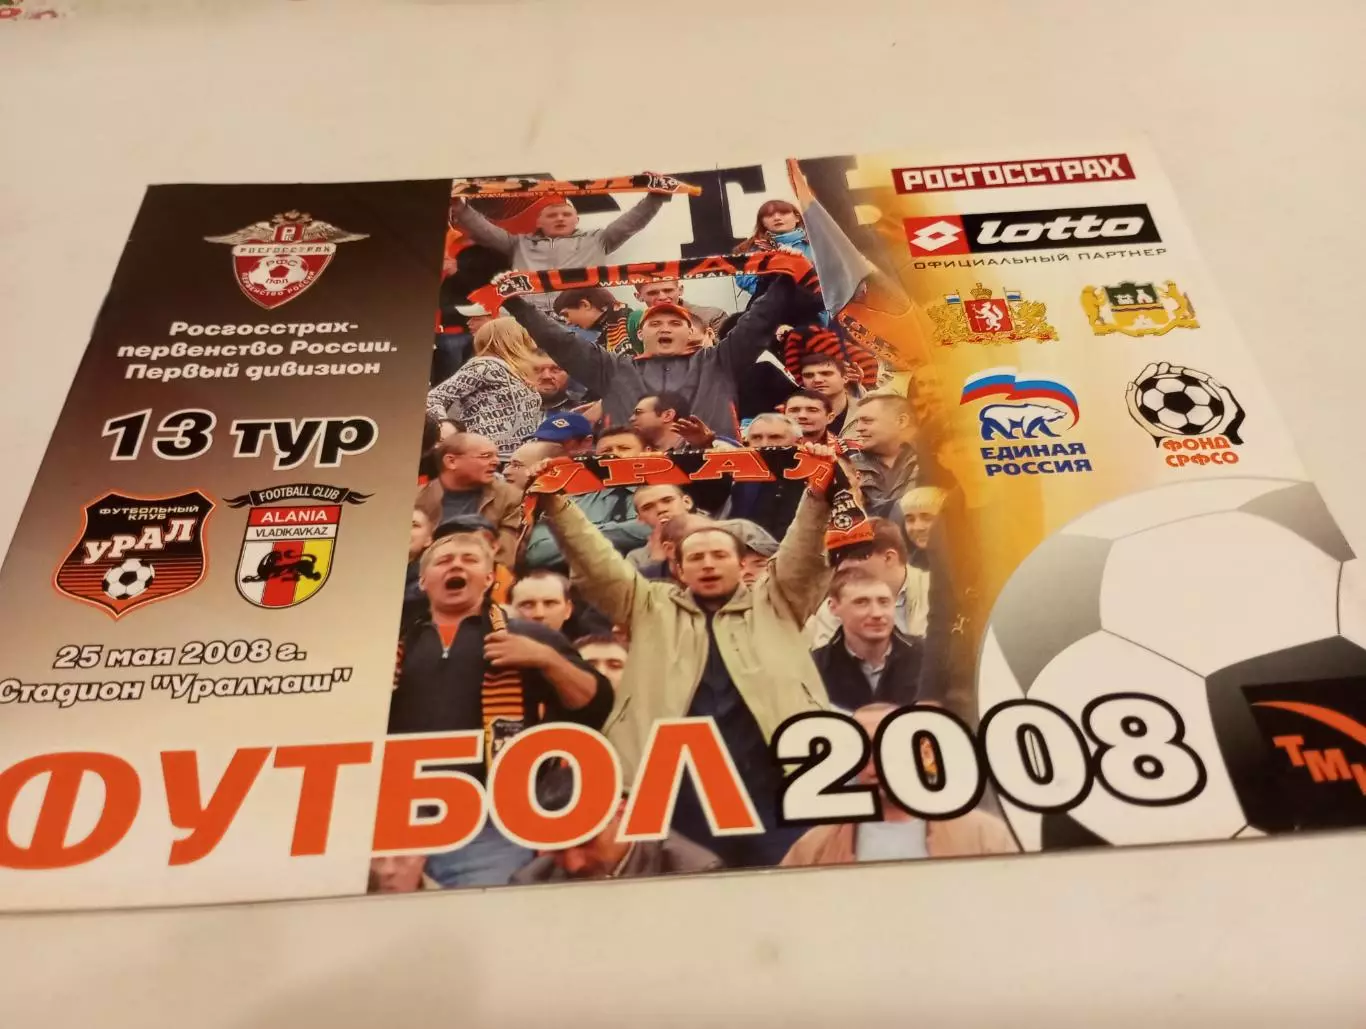 РОСГОССТРАХ
РФС
ПФЛ
ПЕРВЕНСТВО РОССИИ
Росгосстрах-
первенство России.
Первый дивизион
13 тур
ФУТБОЛЬНЫЙ КЛУБ
УРАЛ
FOOTBALL CLUB
ALANIA
VLADIKAVKAZ
25 мая 2008 г.
Стадион "Уралмаш"
URAL
УРАЛ
РОСГОССТРАХ
lotto
ОФИЦИАЛЬНЫЙ ПАРТНЕР
ЕДИНАЯ
РОССИЯ
ФОНД
СРФСО
ФУТБОЛ 2008